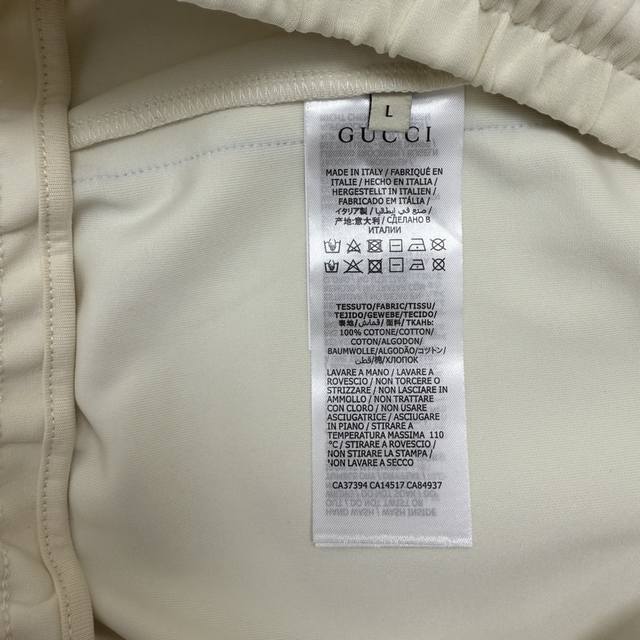 L
GUCCI
MADE IN ITALY / FABRIQUÉ EN
ITALIE / HECHO EN ITALIA /
HERGESTELLT IN ITALIEN /
FABRICADO EM ITÁLIA /
イタリア製 / صنع في إيطاليا /
产地:意大利 / СДЕЛАНО В
ИТАЛИИ
TESSUTO/FABRIC/TISSU/
TEJIDO/GEWEBE/TECIDO/
表地/قماش/面料/ТКАНЬ:
100% COTONE/COTTON/
COTON/ALGODON/
BAUMWOLLE/ALGODÃO/コットン/
قطن/棉/ХЛОПОК
LAVARE A MANO / LAVARE A
ROVESCIO / NON TORCERE O
STRIZZARE / NON LASCIARE IN
AMMOLLO / NON TRATTARE
CON CLORO / NON USARE
ASCIUGATRICE / ASCIUGARE
IN PIANO / STIRARE A
TEMPERATURA MASSIMA 110
°C / STIRARE A ROVESCIO /
NON STIRARE LA STAMPA /
NON LAVARE A SECCO
CA37394 CA14517 CA84937